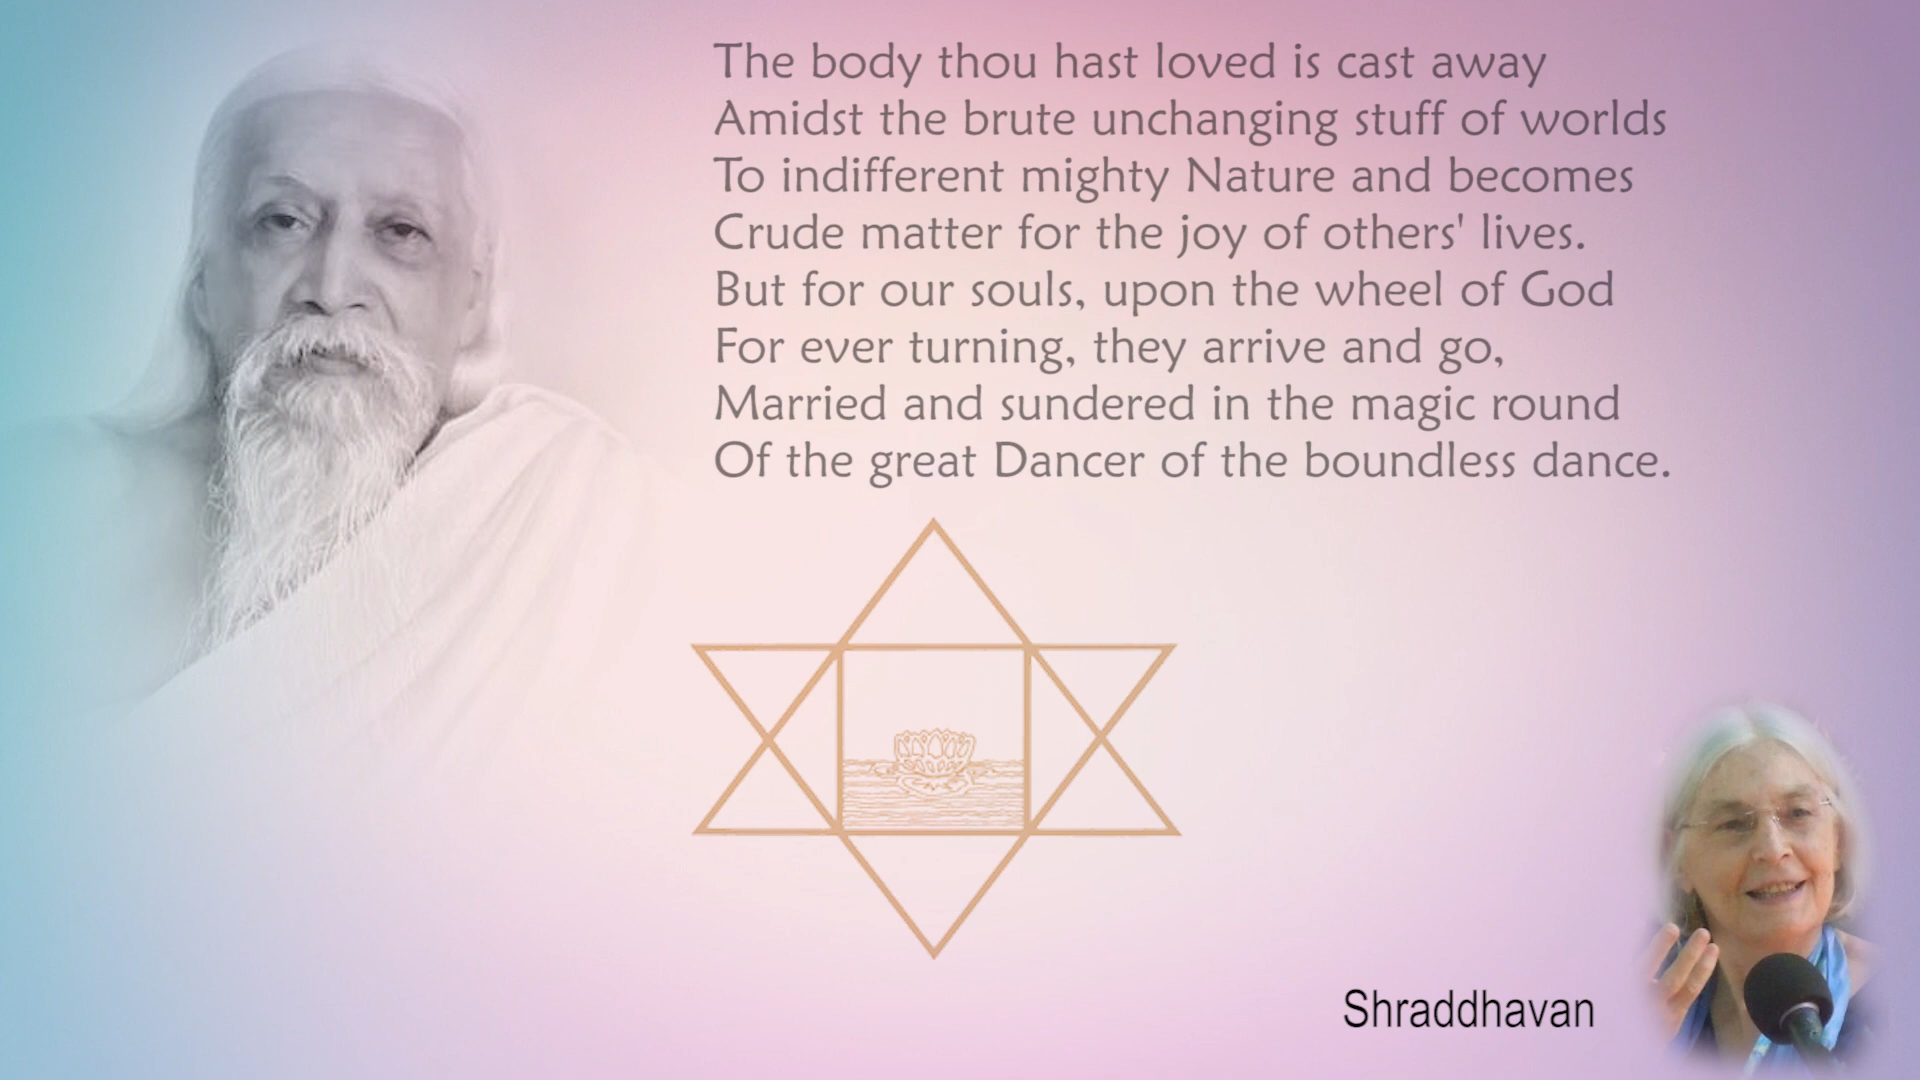 The body thou hast loved is cast away
Amidst the brute unchanging stuff of worlds
To indifferent mighty Nature and becomes
Crude matter for the joy of others' lives.
But for our souls, upon the wheel of God
For ever turning, they arrive and go,
Married and sundered in the magic round
Of the great Dancer of the boundless dance.
Shraddhavan